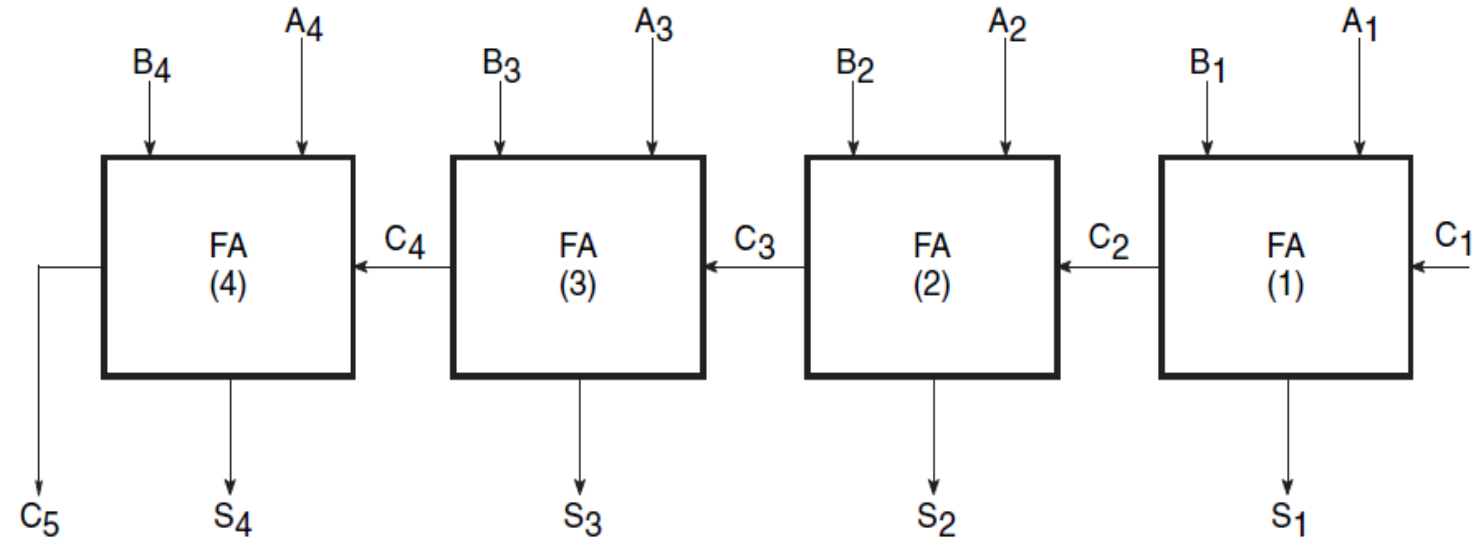 A4 A3 A2 A1
B4 B3 B2 B1
C4 C3 C2 C1
FA FA FA FA
(4) (3) (2) (1)
C5 S4 S3 S2 S1